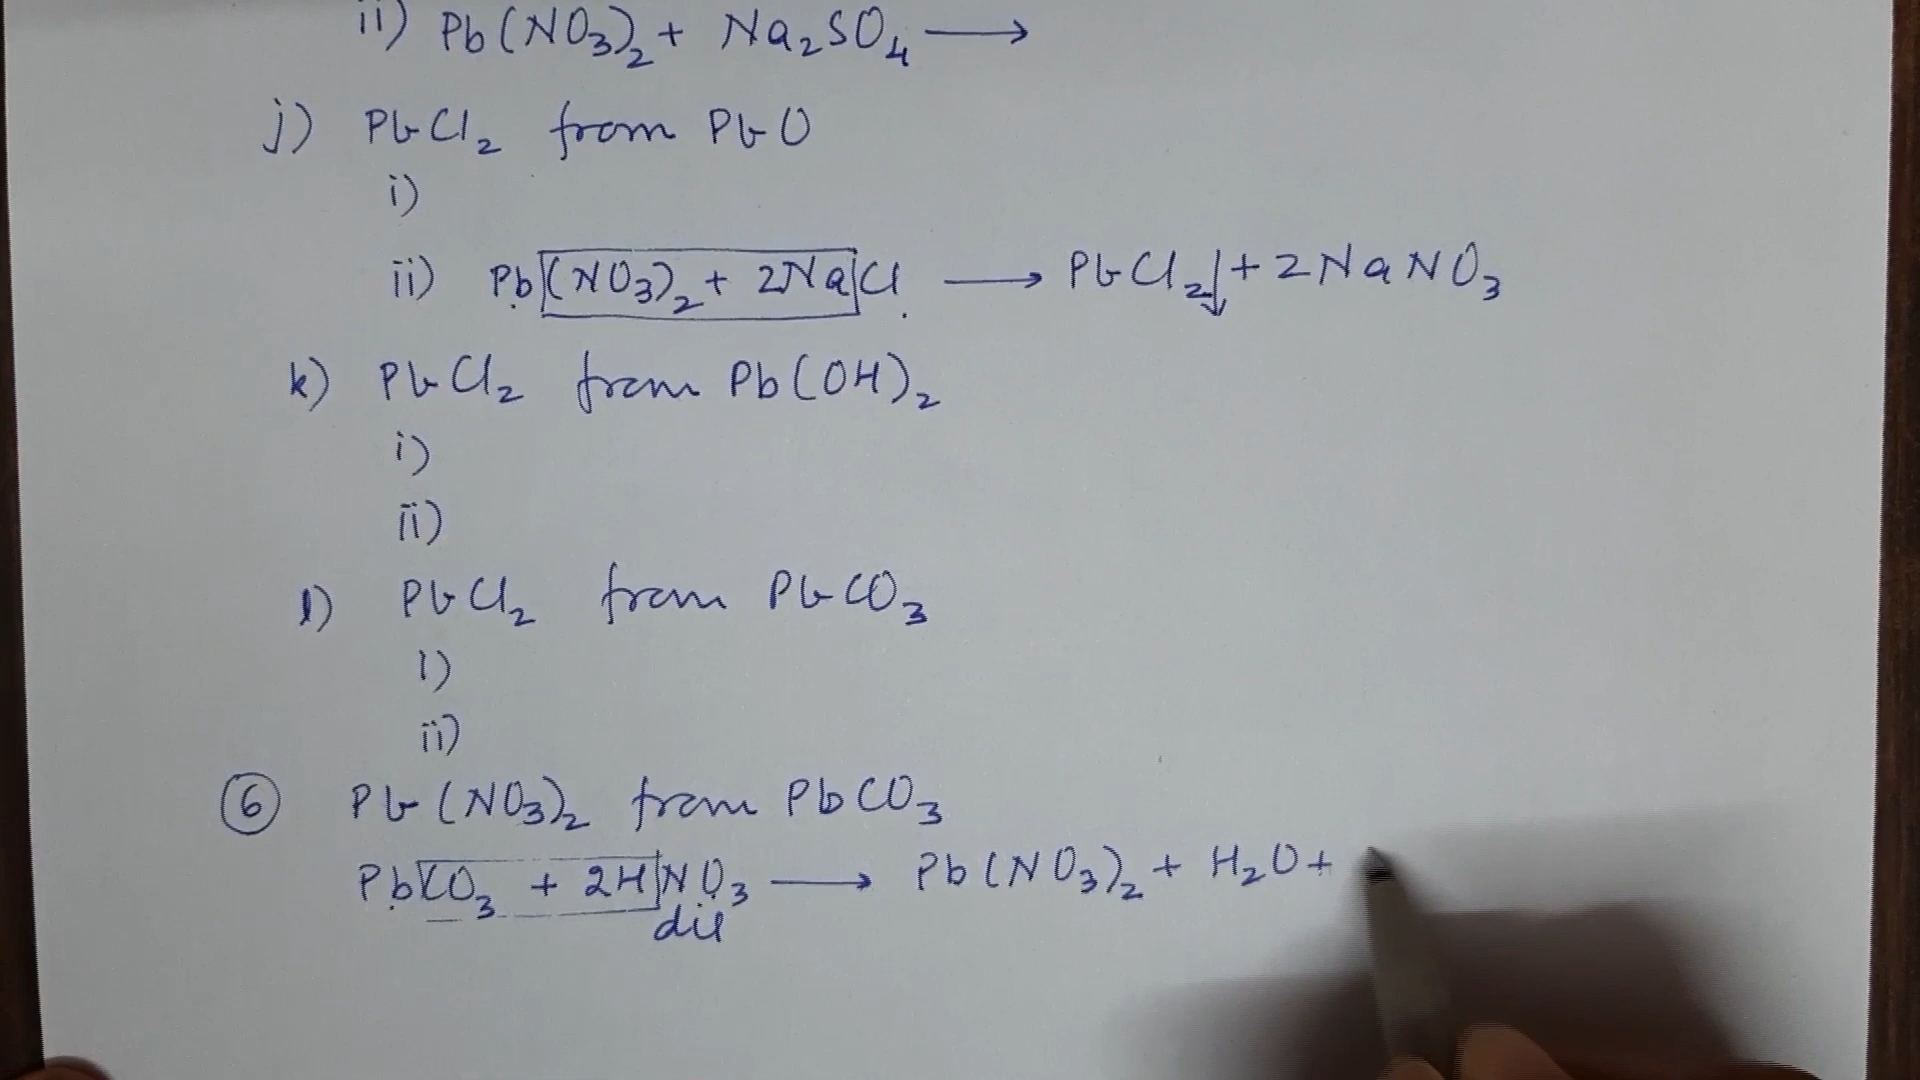 ii) Pb(NO₃)₂ + Na₂SO₄ ⟶
j) PbCl₂ from PbO
i)
ii) Pb(NO₃)₂ + 2NaCl ⟶ PbCl₂↓ + 2NaNO₃
k) PbCl₂ from Pb(OH)₂
i)
ii)
l) PbCl₂ from PbCO₃
i)
ii)
⑥ Pb(NO₃)₂ from PbCO₃
PbCO₃ + 2HNO₃ ⟶ Pb(NO₃)₂ + H₂O +
dil